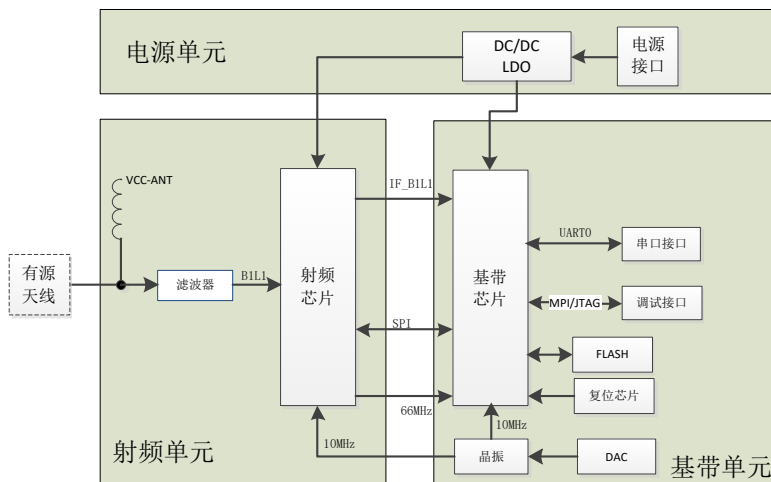 电源单元
DC/DC
LDO
电源
接口
VCC-ANT
IF_B1L1
UART0
串口接口
有源
天线
滤波器
B1L1
射频
芯片
基带
芯片
MPI/JTAG
调试接口
SPI
FLASH
66MHz
复位芯片
10MHz
10MHz
射频单元
晶振
DAC
基带单元